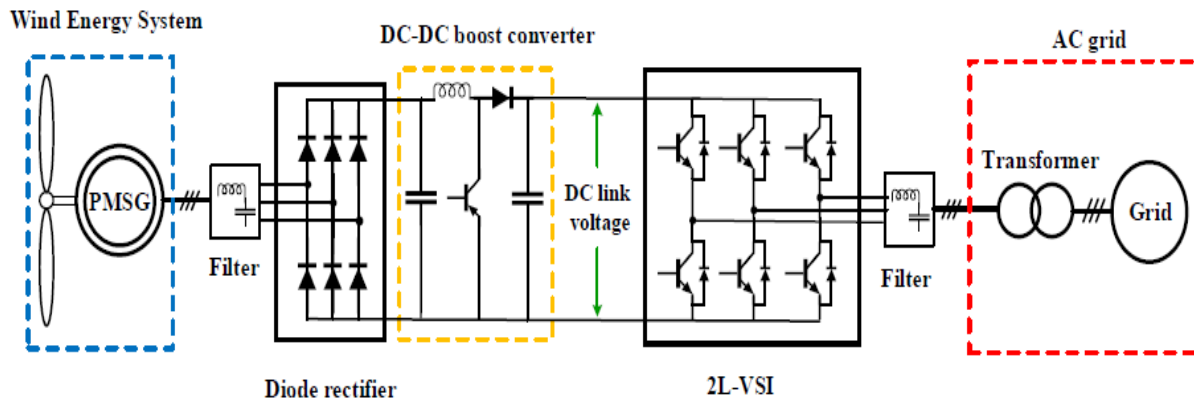 Wind Energy System
DC-DC boost converter
AC grid
PMSG
Filter
DC link
voltage
Transformer
Grid
Filter
Diode rectifier
2L-VSI